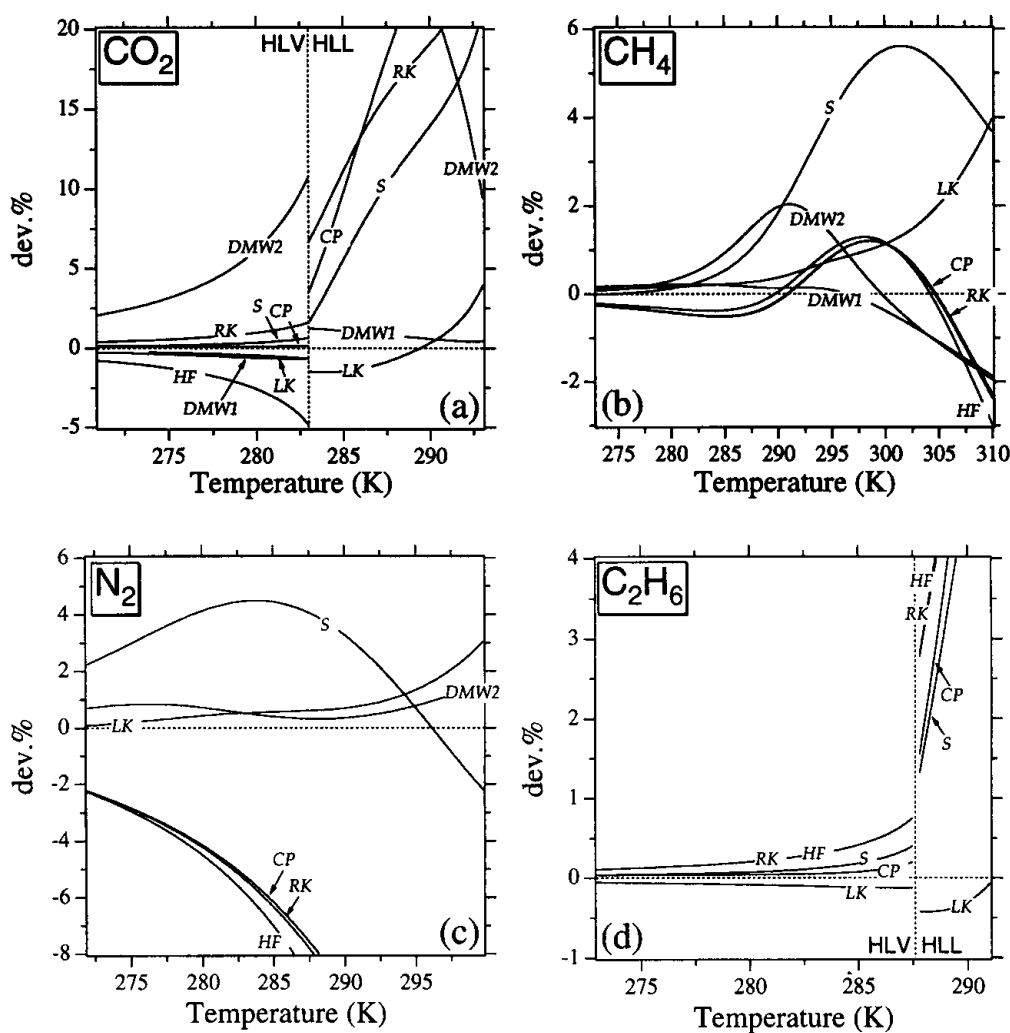 CO2
HLV HLL
20
15
10
5
0
-5
dev.%
RK
DMW2
S
CP
DMW2
RK
S CP
DMW1
HF
LK
LK
DMW1
(a)
275 280 285 290
Temperature (K)
CH4
6
4
2
0
-2
dev.%
S
LK
DMW2
CP
DMW1
RK
HF
(b)
275 280 285 290 295 300 305 310
Temperature (K)
N2
6
4
2
0
-2
-4
-6
-8
dev.%
S
DMW2
LK
CP
RK
HF
(c)
275 280 285 290 295
Temperature (K)
C2H6
4
3
2
1
0
-1
dev.%
HF
RK
CP
S
RK HF S
CP
LK
LK
HLV HLL
(d)
275 280 285 290
Temperature (K)